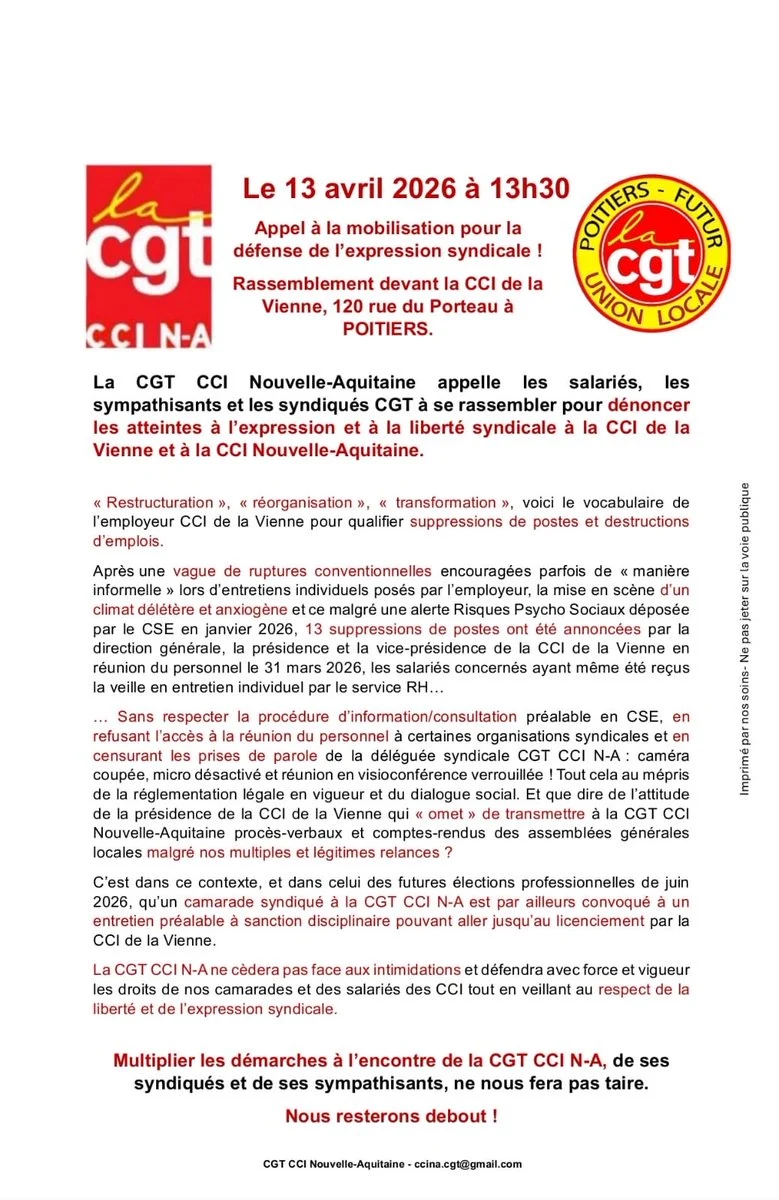 la
cgt
CCI N-A
Le 13 avril 2026 à 13h30
Appel à la mobilisation pour la
défense de l’expression syndicale !
Rassemblement devant la CCI de la
Vienne, 120 rue du Porteau à
POITIERS.
POITIERS - FUTUR
la
cgt
UNION LOCALE
La CGT CCI Nouvelle-Aquitaine appelle les salariés, les
sympathisants et les syndiqués CGT à se rassembler pour dénoncer
les atteintes à l’expression et à la liberté syndicale à la CCI de la
Vienne et à la CCI Nouvelle-Aquitaine.
« Restructuration », « réorganisation », « transformation », voici le vocabulaire de
l’employeur CCI de la Vienne pour qualifier suppressions de postes et destructions
d’emplois.
Après une vague de ruptures conventionnelles encouragées parfois de « manière
informelle » lors d’entretiens individuels posés par l’employeur, la mise en scène d’un
climat délétère et anxiogène et ce malgré une alerte Risques Psycho Sociaux déposée
par le CSE en janvier 2026, 13 suppressions de postes ont été annoncées par la
direction générale, la présidence et la vice-présidence de la CCI de la Vienne en
réunion du personnel le 31 mars 2026, les salariés concernés ayant même été reçus
la veille en entretien individuel par le service RH…
… Sans respecter la procédure d’information/consultation préalable en CSE, en
refusant l’accès à la réunion du personnel à certaines organisations syndicales et en
censurant les prises de parole de la déléguée syndicale CGT CCI N-A : caméra
coupée, micro désactivé et réunion en visioconférence verrouillée ! Tout cela au mépris
de la réglementation légale en vigueur et du dialogue social. Et que dire de l’attitude
de la présidence de la CCI de la Vienne qui « omet » de transmettre à la CGT CCI
Nouvelle-Aquitaine procès-verbaux et comptes-rendus des assemblées générales
locales malgré nos multiples et légitimes relances ?
C’est dans ce contexte, et dans celui des futures élections professionnelles de juin
2026, qu’un camarade syndiqué à la CGT CCI N-A est par ailleurs convoqué à un
entretien préalable à sanction disciplinaire pouvant aller jusqu’au licenciement par la
CCI de la Vienne.
La CGT CCI N-A ne cèdera pas face aux intimidations et défendra avec force et vigueur
les droits de nos camarades et des salariés des CCI tout en veillant au respect de la
liberté et de l’expression syndicale.
Multiplier les démarches à l’encontre de la CGT CCI N-A, de ses
syndiqués et de ses sympathisants, ne nous fera pas taire.
Nous resterons debout !
CGT CCI Nouvelle-Aquitaine - ccina.cgt@gmail.com
Imprimé par nos soins- Ne pas jeter sur la voie publique